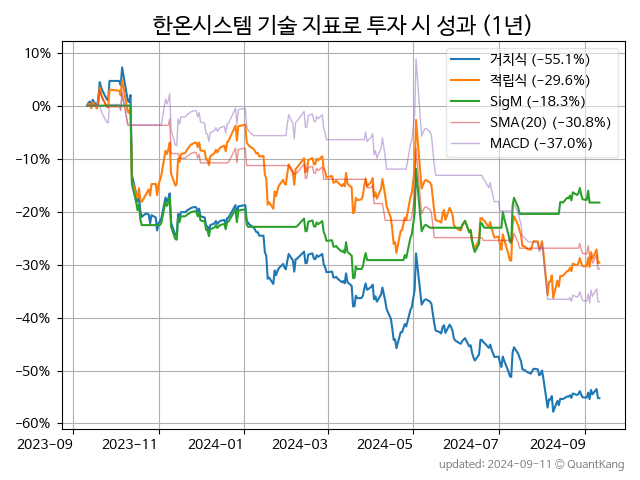 한온시스템 기술 지표로 투자 시 성과 (1년)
10%
0%
−10%
−20%
−30%
−40%
−50%
−60%
거치식 (−55.1%)
적립식 (−29.6%)
SigM (−18.3%)
SMA(20) (−30.8%)
MACD (−37.0%)
2023-09 2023-11 2024-01 2024-03 2024-05 2024-07 2024-09
updated: 2024-09-11 © QuantKang